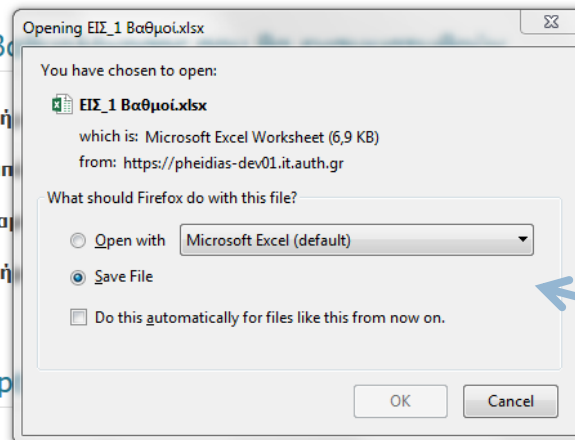 Opening ΕΙΣ_1 Βαθμοί.xlsx
You have chosen to open:
ΕΙΣ_1 Βαθμοί.xlsx
which is: Microsoft Excel Worksheet (6,9 KB)
from: https://pheidias-dev01.it.auth.gr
What should Firefox do with this file?
Open with Microsoft Excel (default)
Save File
Do this automatically for files like this from now on.
OK Cancel